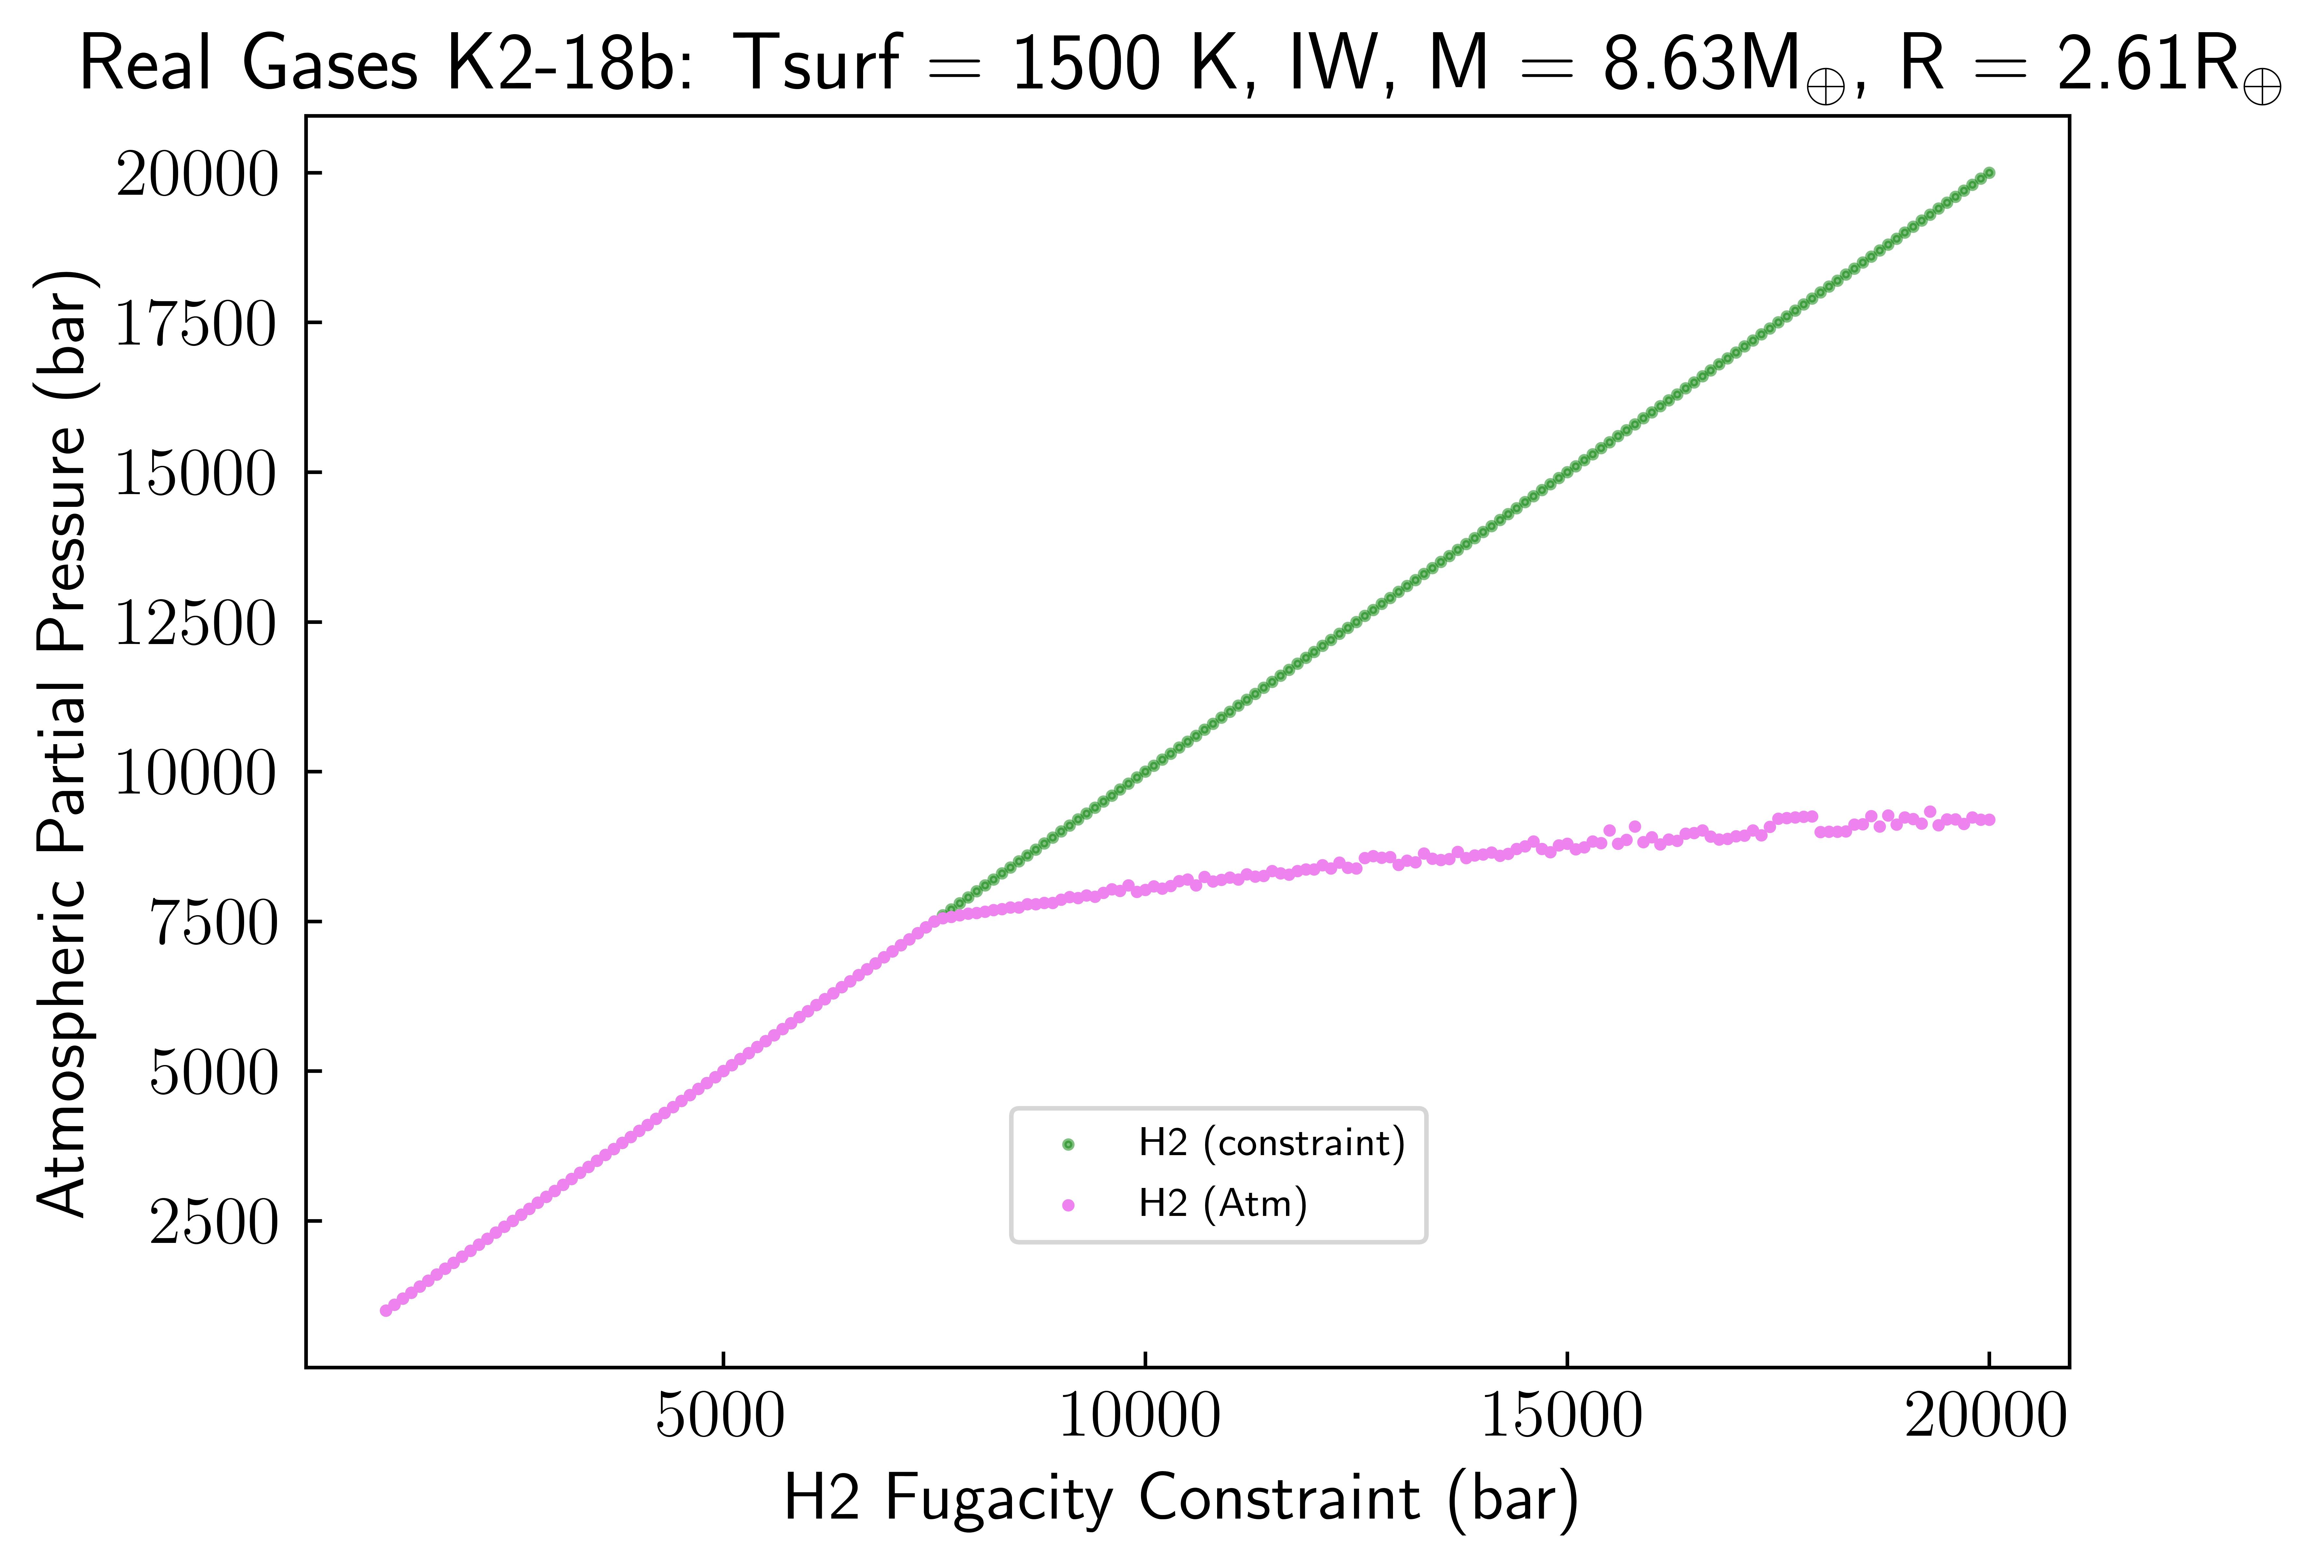 Real Gases K2-18b: Tsurf = 1500 K, IW, M = 8.63M⊕, R = 2.61R⊕
20000
17500
15000
12500
10000
7500
5000
2500
Atmospheric Partial Pressure (bar)
H2 (constraint)
H2 (Atm)
5000 10000 15000 20000
H2 Fugacity Constraint (bar)